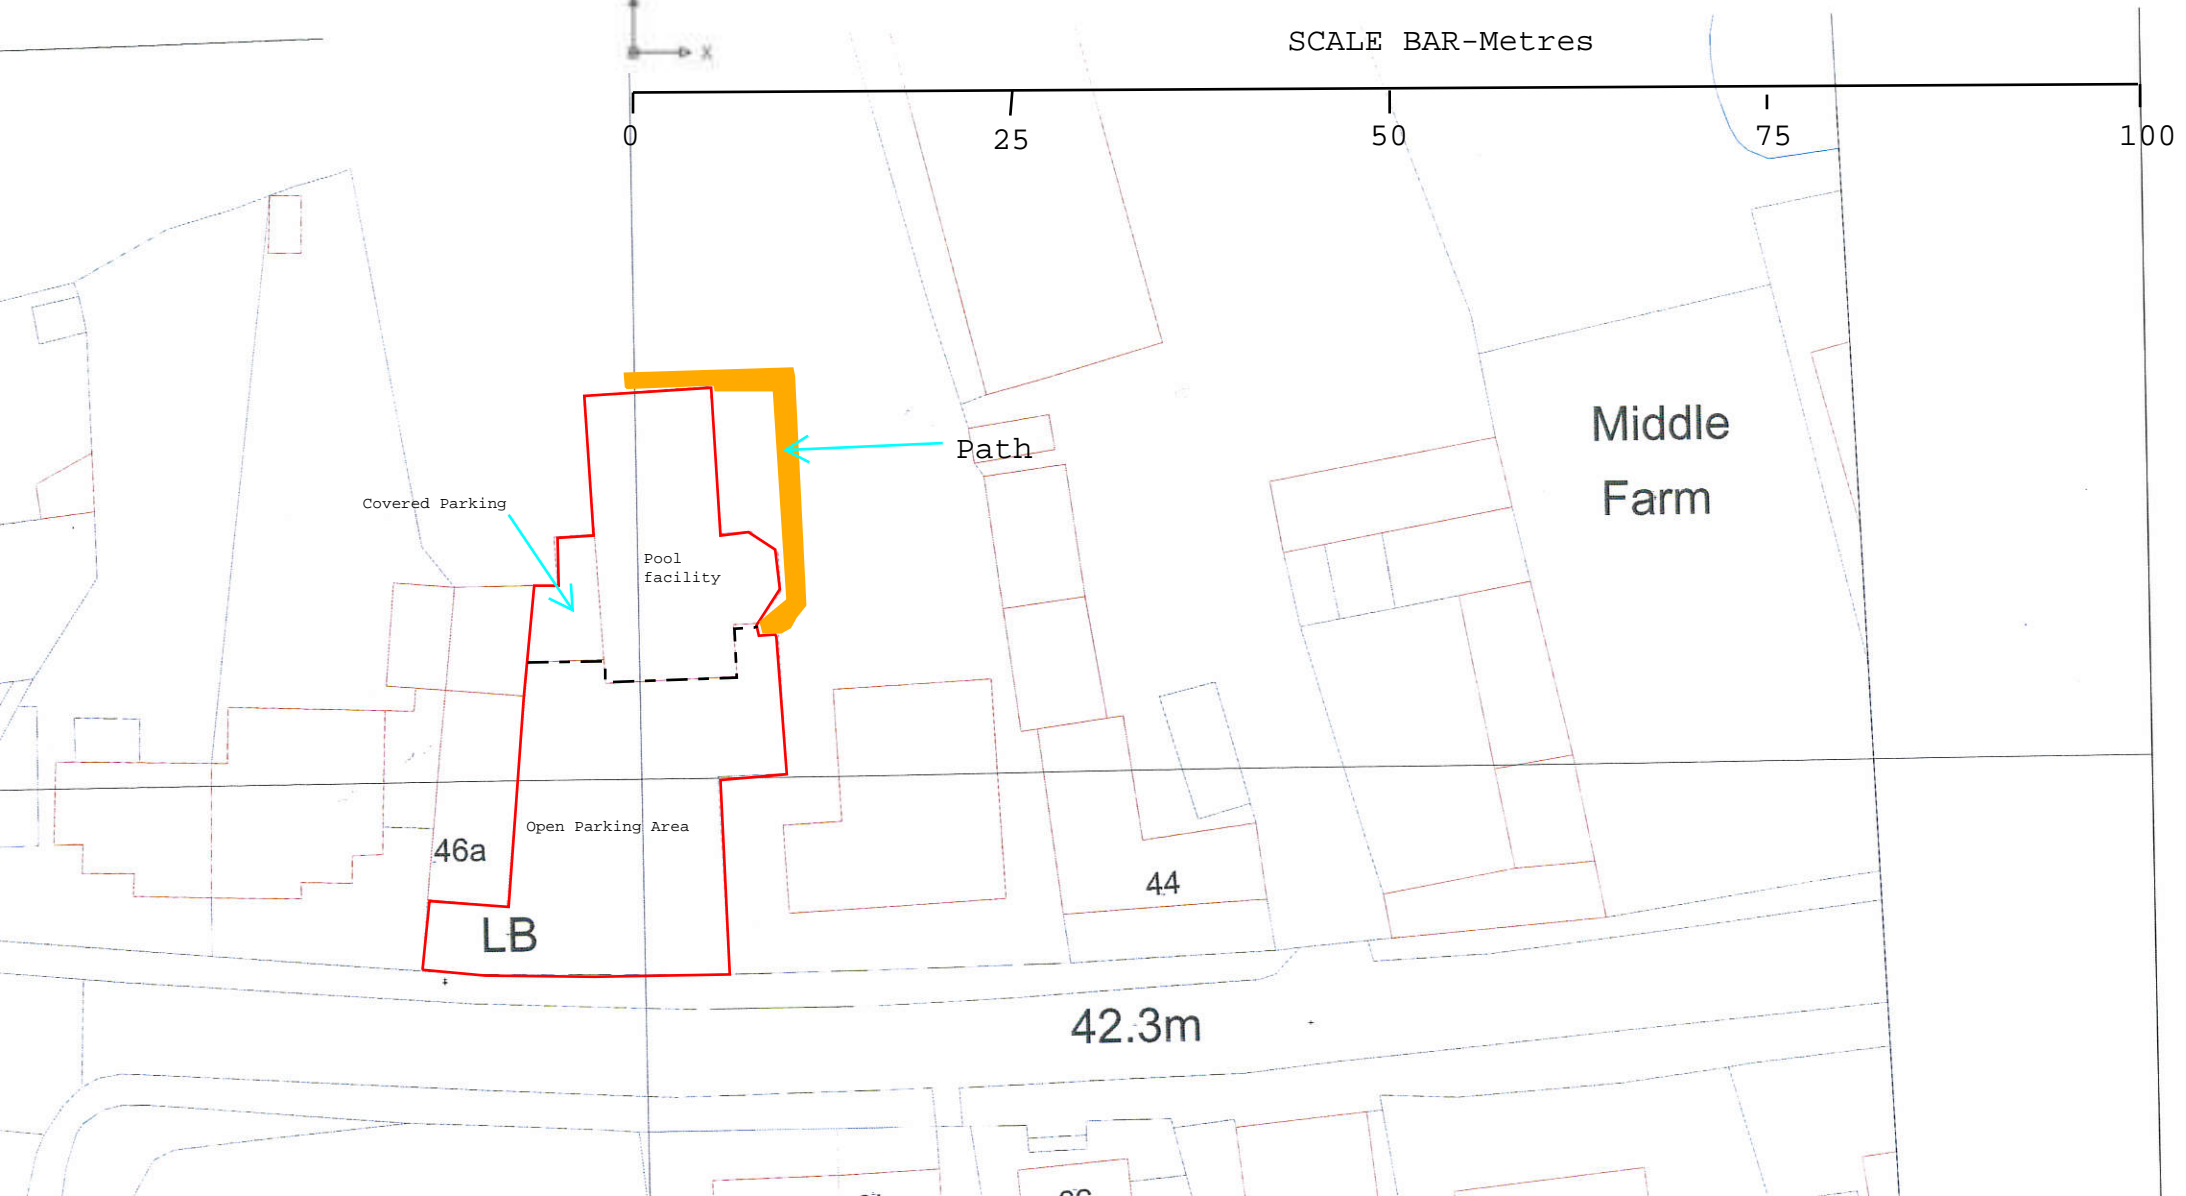 SCALE BAR-Metres
X
0
25
50
75
100
Middle
Farm
Path
Covered Parking
Pool
facility
Open Parking Area
46a
44
LB
42.3m